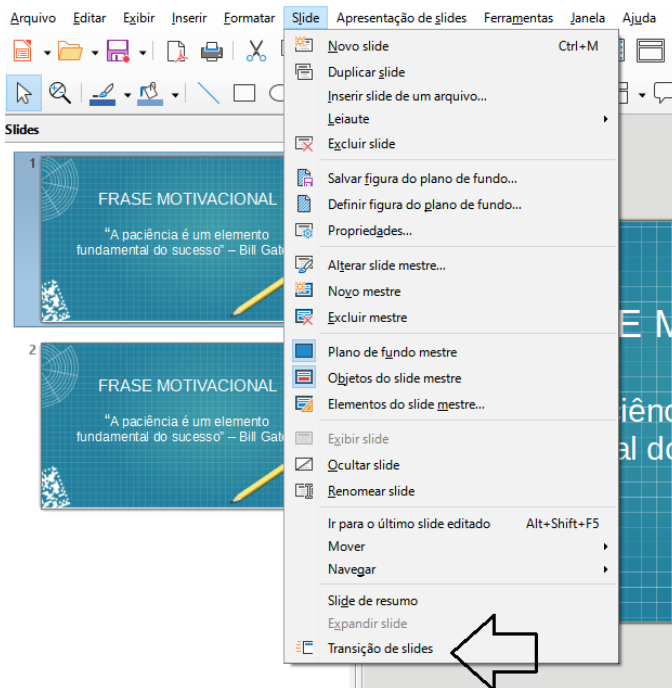 Arquivo Editar Exibir Inserir Formatar Slide Apresentação de slides Ferramentas Janela Ajuda
Slides
1
FRASE MOTIVACIONAL
“A paciência é um elemento
fundamental do sucesso” – Bill Gat
2
FRASE MOTIVACIONAL
“A paciência é um elemento
fundamental do sucesso” – Bill Gat
Novo slide Ctrl+M
Duplicar slide
Inserir slide de um arquivo...
Leiaute
Excluir slide
Salvar figura do plano de fundo...
Definir figura do plano de fundo...
Propriedades...
Alterar slide mestre...
Novo mestre
Excluir mestre
Plano de fundo mestre
Objetos do slide mestre
Elementos do slide mestre...
Exibir slide
Ocultar slide
Renomear slide
Ir para o último slide editado Alt+Shift+F5
Mover
Navegar
Slide de resumo
Expandir slide
Transição de slides
E M
iênc
al do